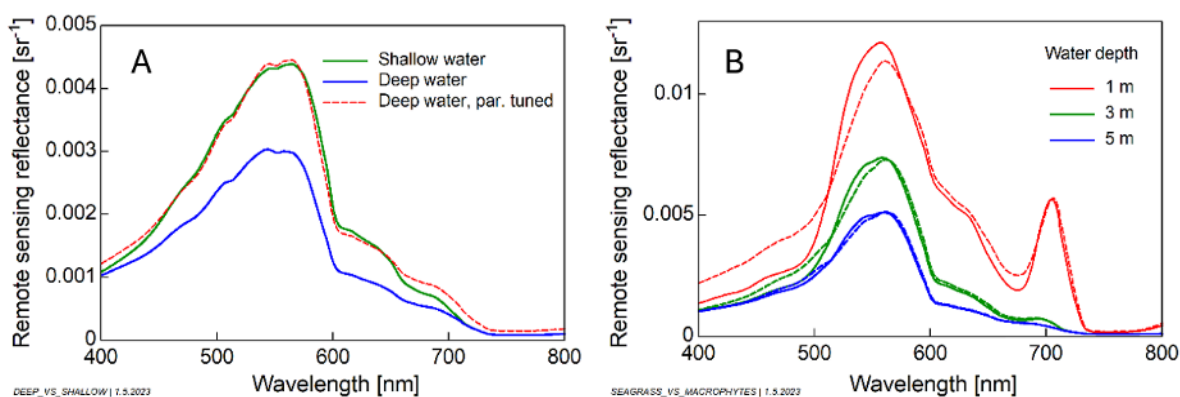 A
Remote sensing reflectance [sr⁻¹]
0.005
0.004
0.003
0.002
0.001
0
Shallow water
Deep water
Deep water, par. tuned
400 500 600 700 800
Wavelength [nm]
DEEP_VS_SHALLOW | 1.5.2023
B
Remote sensing reflectance [sr⁻¹]
0.01
0.005
0
Water depth
1 m
3 m
5 m
400 500 600 700 800
Wavelength [nm]
SEAGRASS_VS_MACROPHYTES | 1.5.2023